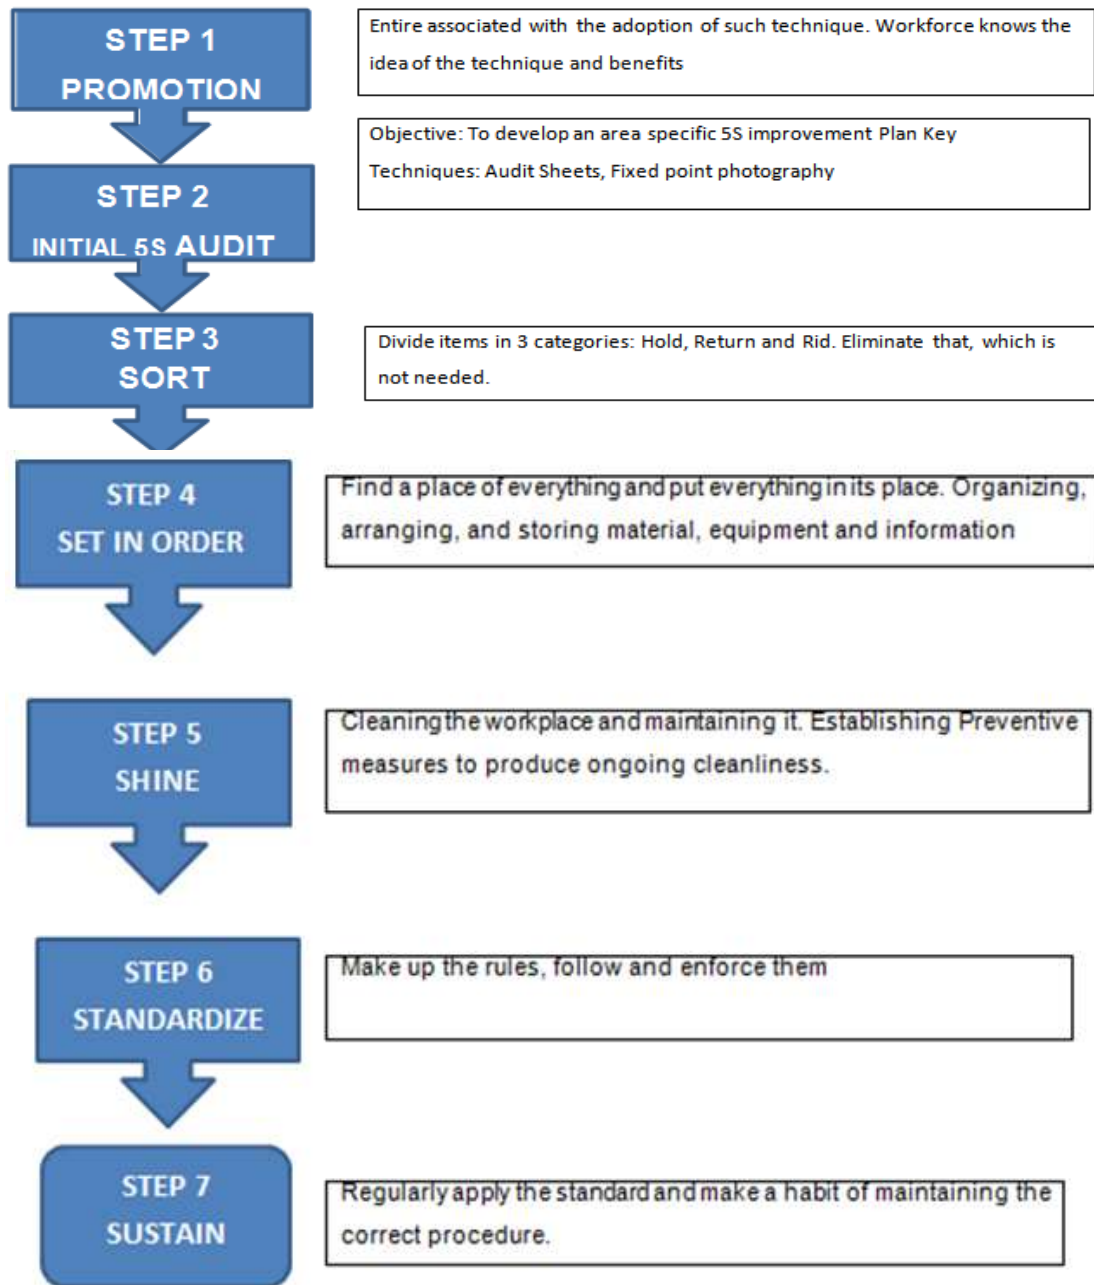 STEP 1
PROMOTION
Entire associated with the adoption of such technique. Workforce knows the
idea of the technique and benefits
Objective: To develop an area specific 5S improvement Plan Key
Techniques: Audit Sheets, Fixed point photography
STEP 2
INITIAL 5S AUDIT
STEP 3
SORT
Divide items in 3 categories: Hold, Return and Rid. Eliminate that, which is
not needed.
STEP 4
SET IN ORDER
Find a place of everything and put everything in its place. Organizing,
arranging, and storing material, equipment and information
STEP 5
SHINE
Cleaning the workplace and maintaining it. Establishing Preventive
measures to produce ongoing cleanliness.
STEP 6
STANDARDIZE
Make up the rules, follow and enforce them
STEP 7
SUSTAIN
Regularly apply the standard and make a habit of maintaining the
correct procedure.